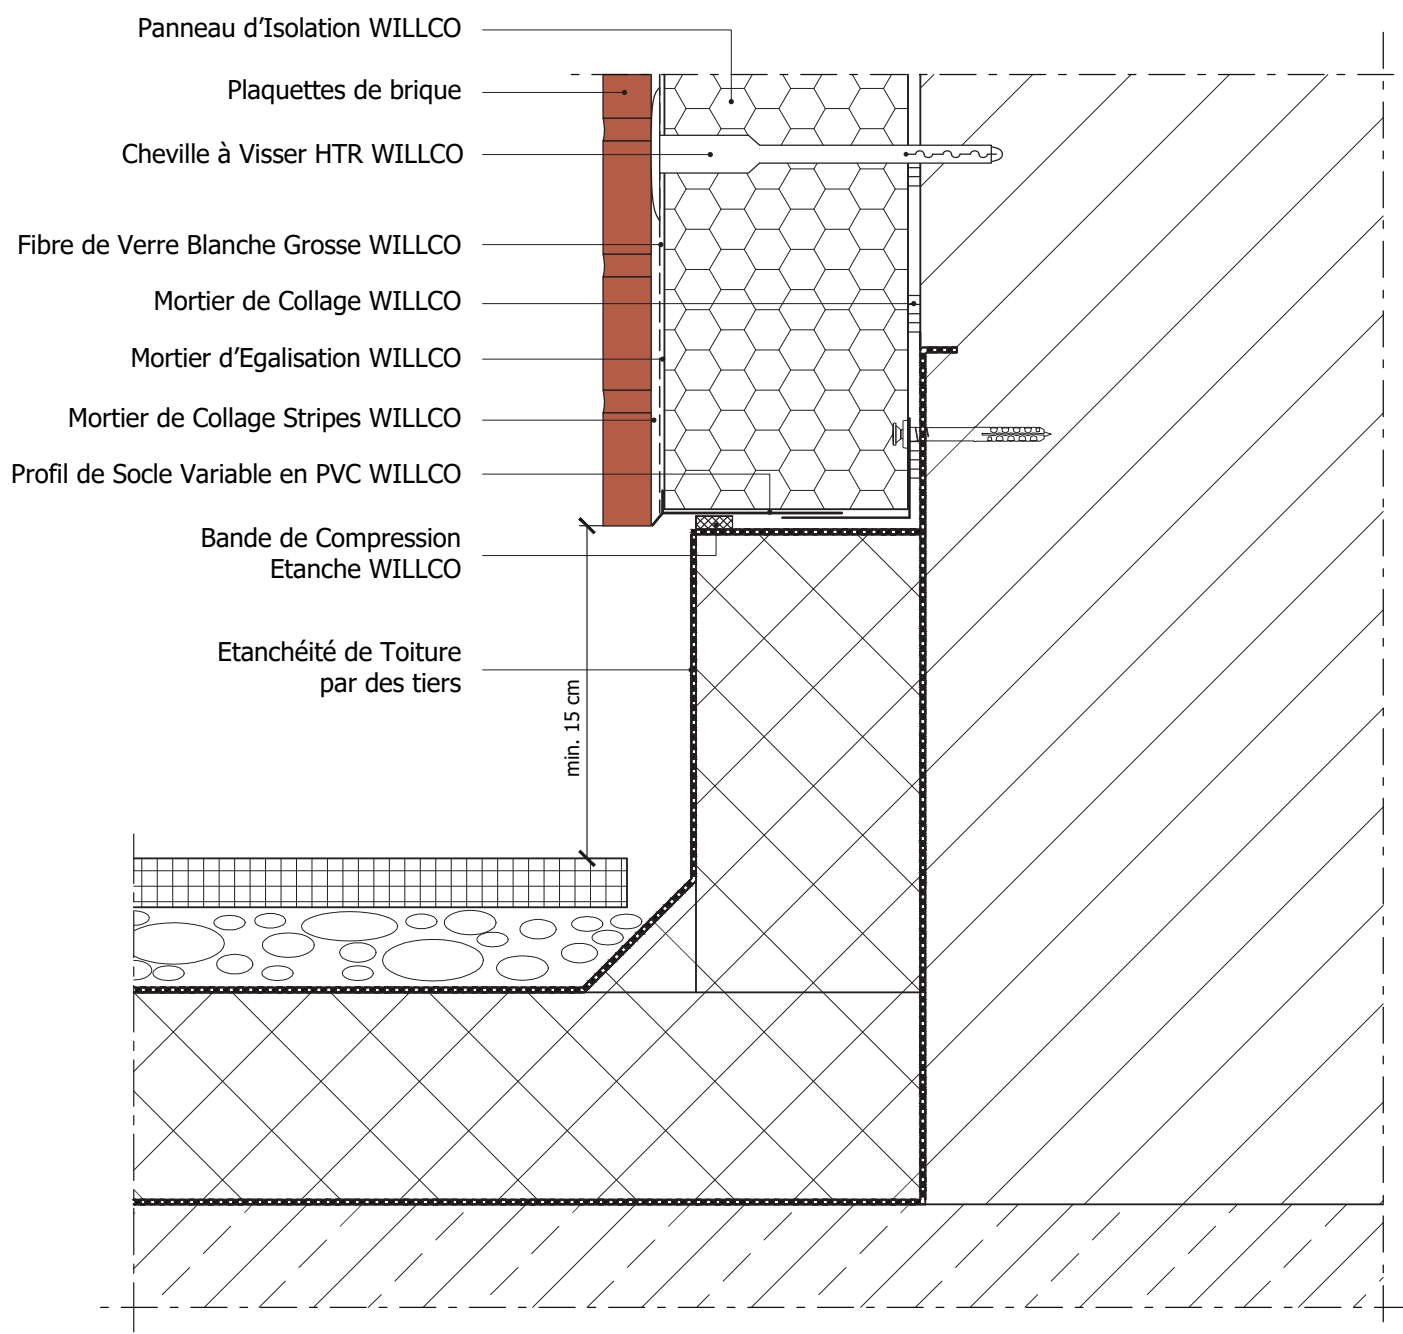 Panneau d’Isolation WILLCO
Plaquettes de brique
Cheville à Visser HTR WILLCO
Fibre de Verre Blanche Grosse WILLCO
Mortier de Collage WILLCO
Mortier d’Egalisation WILLCO
Mortier de Collage Stripes WILLCO
Profil de Socle Variable en PVC WILLCO
Bande de Compression
Etanche WILLCO
Etanchéité de Toiture
par des tiers
min. 15 cm